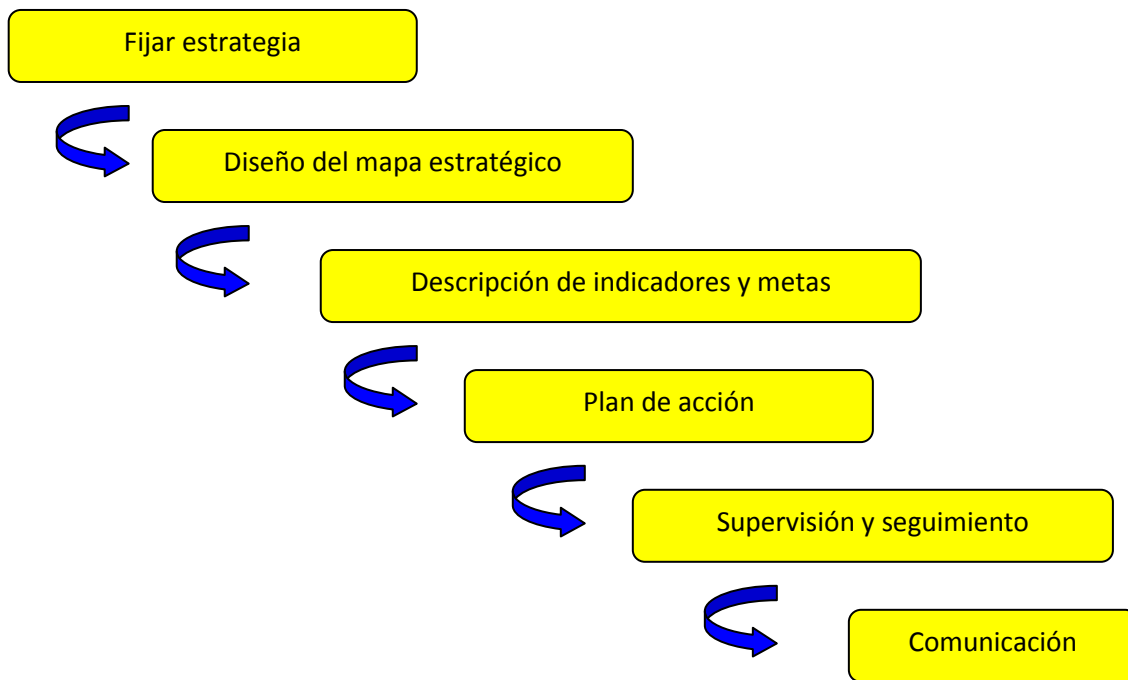 Fijar estrategia
Diseño del mapa estratégico
Descripción de indicadores y metas
Plan de acción
Supervisión y seguimiento
Comunicación